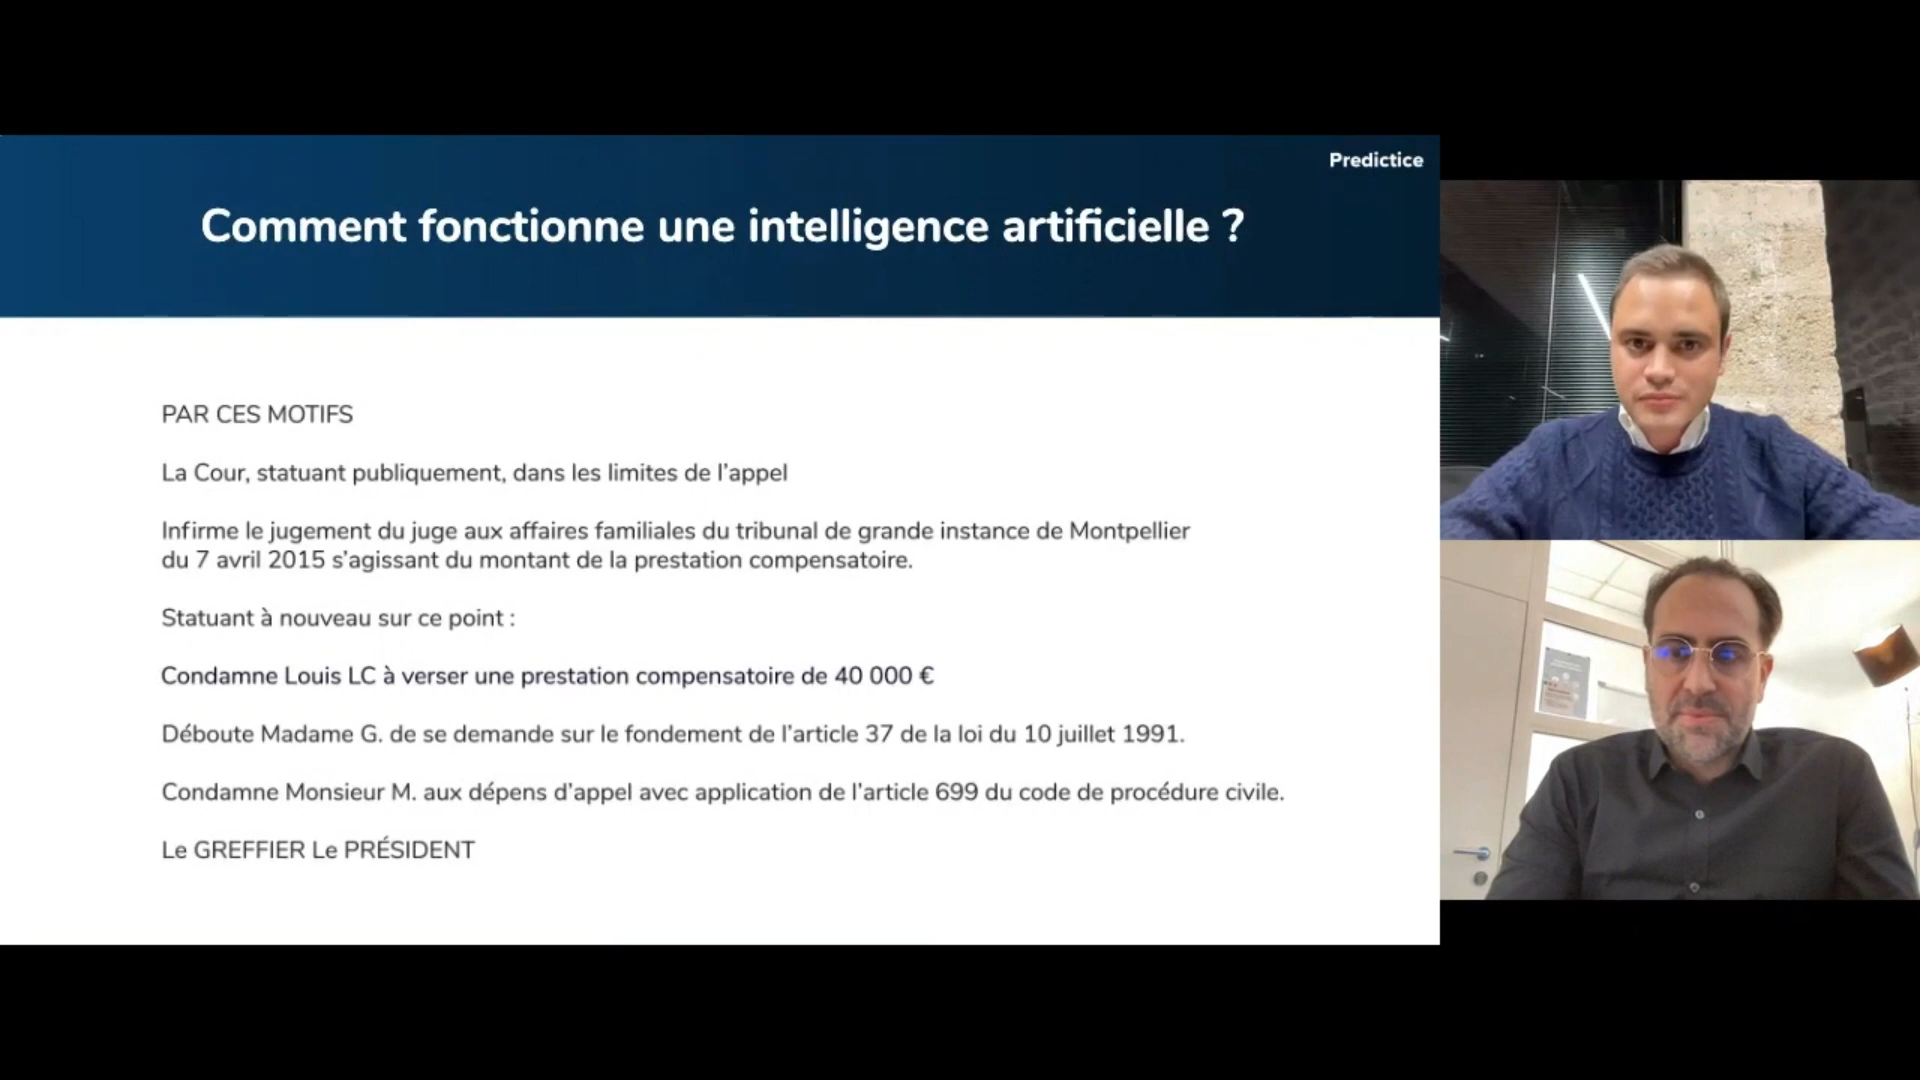 Predictice
Comment fonctionne une intelligence artificielle ?
PAR CES MOTIFS
La Cour, statuant publiquement, dans les limites de l'appel
Infirme le jugement du juge aux affaires familiales du tribunal de grande instance de Montpellier
du 7 avril 2015 s'agissant du montant de la prestation compensatoire.
Statuant à nouveau sur ce point :
Condamne Louis LC à verser une prestation compensatoire de 40 000 €
Déboute Madame G. de se demande sur le fondement de l'article 37 de la loi du 10 juillet 1991.
Condamne Monsieur M. aux dépens d'appel avec application de l'article 699 du code de procédure civile.
Le GREFFIER Le PRÉSIDENT